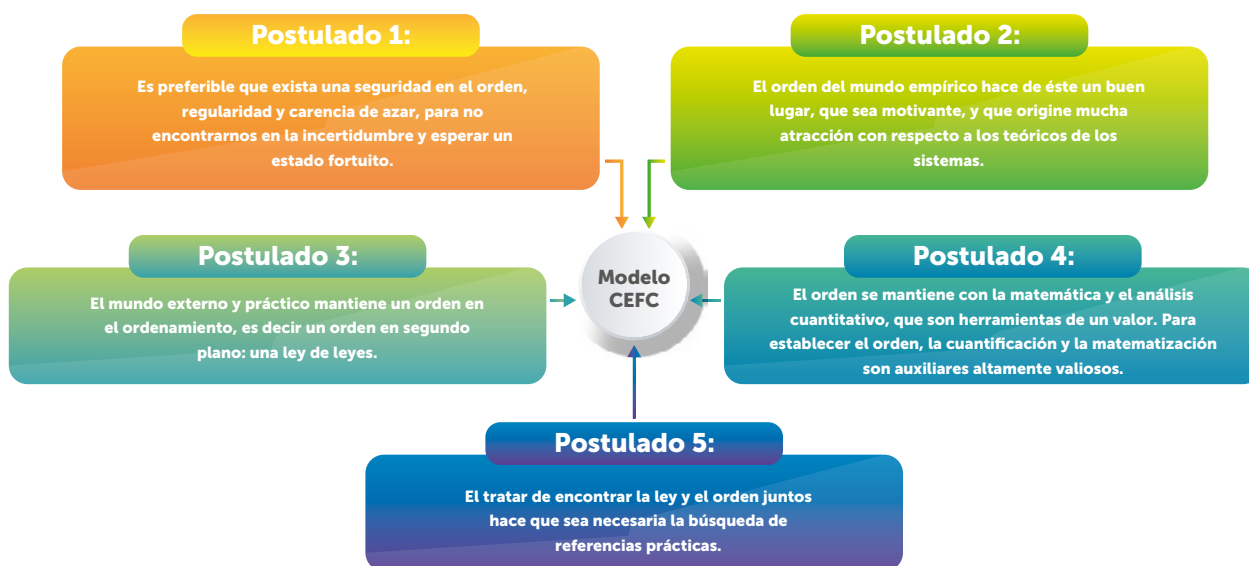 Postulado 1:
Es preferible que exista una seguridad en el orden,
regularidad y carencia de azar, para no
encontrarnos en la incertidumbre y esperar un
estado fortuito.
Postulado 2:
El orden del mundo empírico hace de éste un buen
lugar, que sea motivante, y que origine mucha
atracción con respecto a los teóricos de los
sistemas.
Postulado 3:
El mundo externo y práctico mantiene un orden en
el ordenamiento, es decir un orden en segundo
plano: una ley de leyes.
Modelo
CEFC
Postulado 4:
El orden se mantiene con la matemática y el análisis
cuantitativo, que son herramientas de un valor. Para
establecer el orden, la cuantificación y la matematización
son auxiliares altamente valiosos.
Postulado 5:
El tratar de encontrar la ley y el orden juntos
hace que sea necesaria la búsqueda de
referencias prácticas.